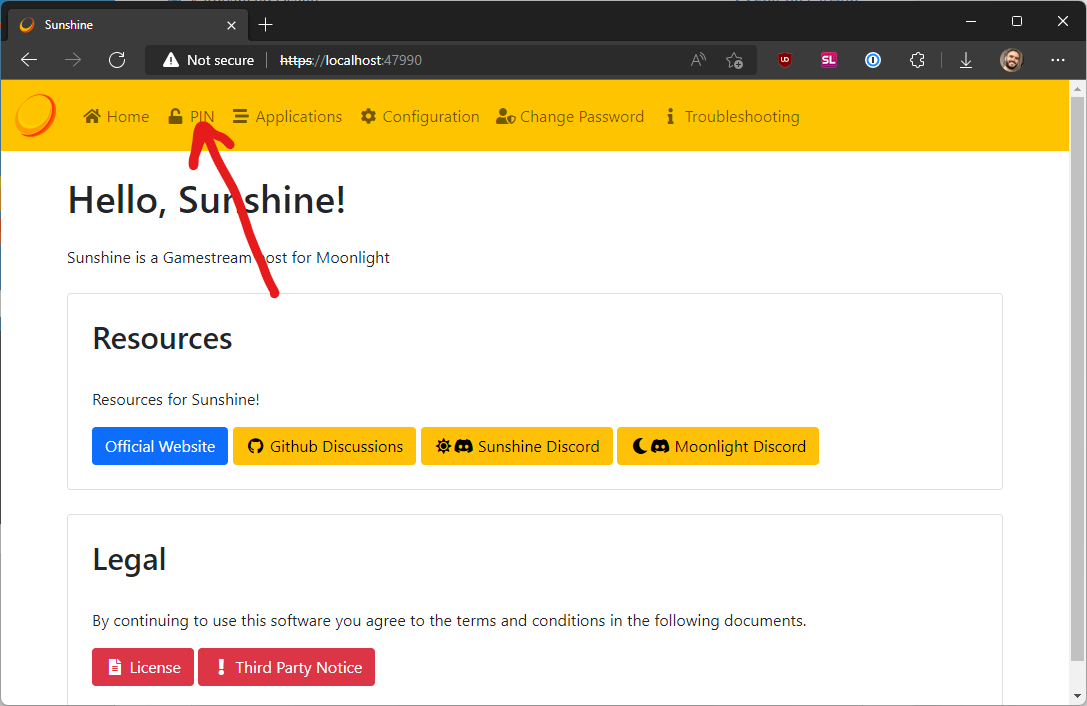 Sunshine
Not secure https://localhost:47990
UD SL
Home PIN Applications Configuration Change Password Troubleshooting
Hello, Sunshine!
Sunshine is a Gamestream host for Moonlight
Resources
Resources for Sunshine!
Official Website Github Discussions Sunshine Discord Moonlight Discord
Legal
By continuing to use this software you agree to the terms and conditions in the following documents.
License Third Party Notice